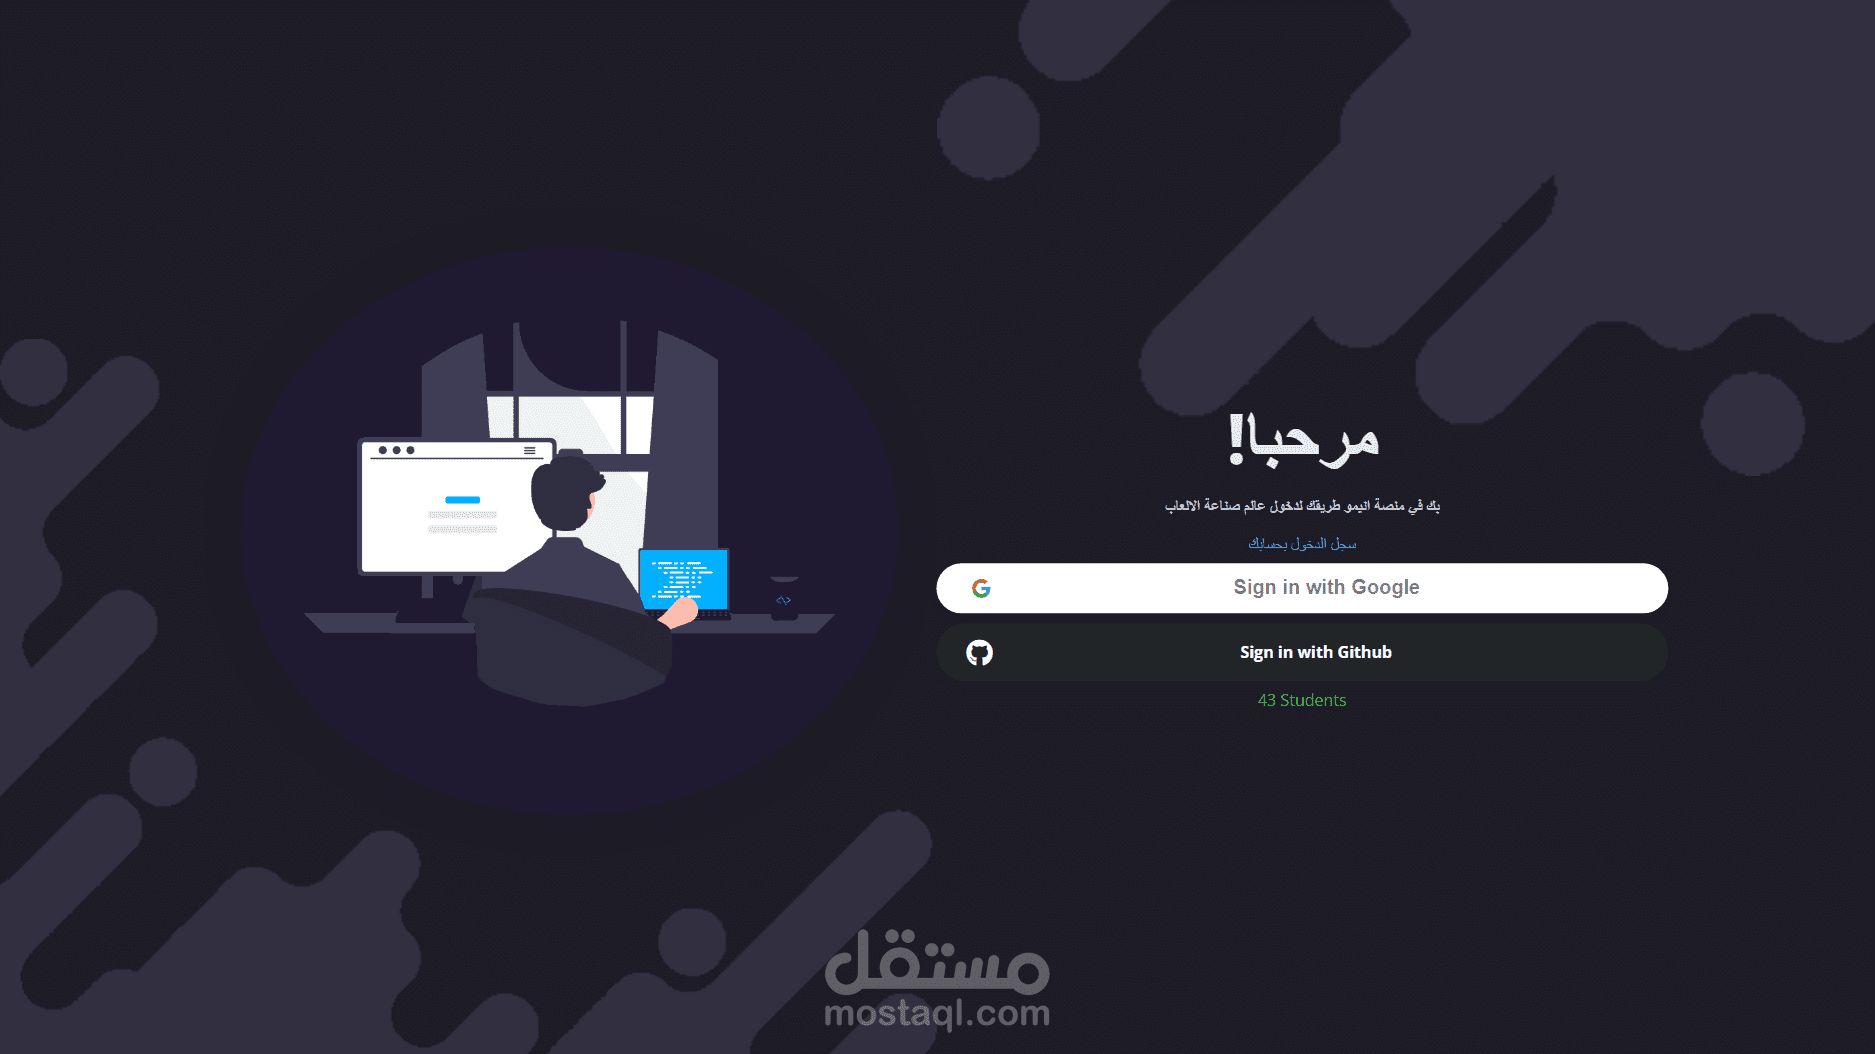 مرحبا!
بك في منصة انيمو طريقك لدخول عالم صناعة الالعاب
سجل الدخول بحسابك
Sign in with Google
Sign in with Github
43 Students
مستقل
mostaql.com